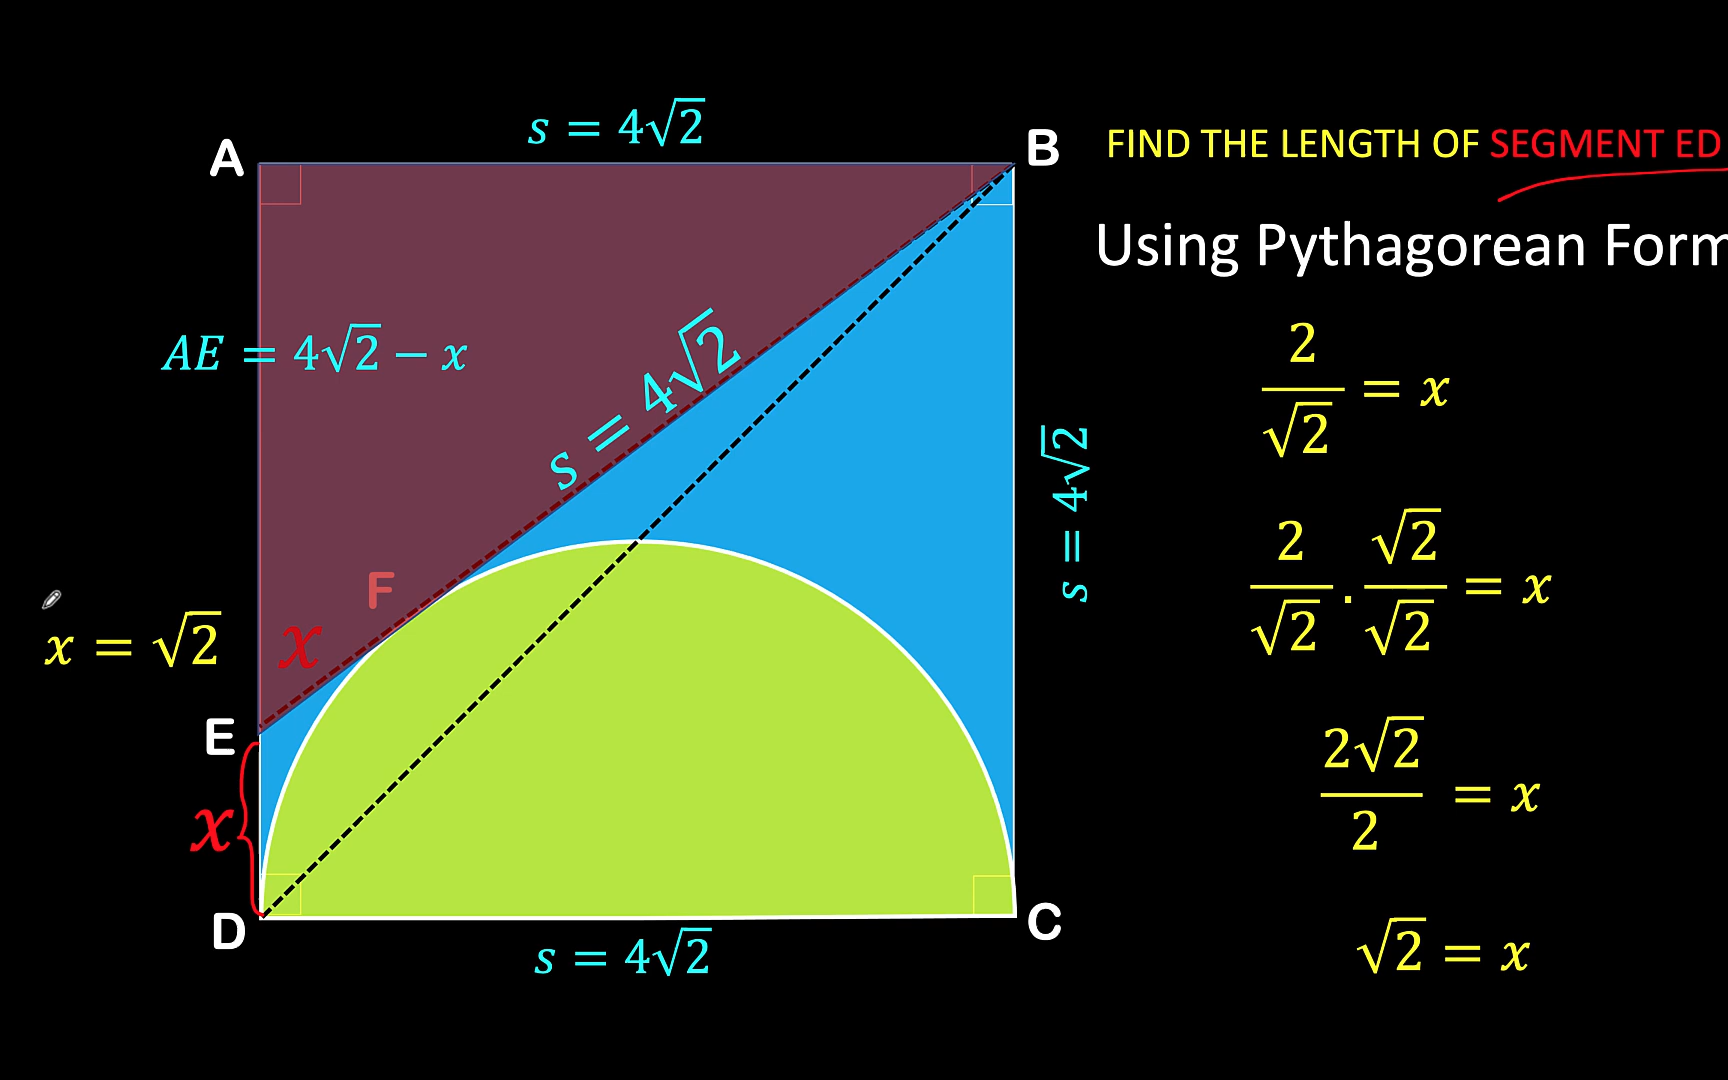 s = 4√2
A
B
FIND THE LENGTH OF SEGMENT ED
Using Pythagorean Form
AE = 4√2 − x
s = 4√2
2/√2 = x
s = 4√2
2/√2 . √2/√2 = x
F
x
x = √2
E
2√2/2 = x
x
D
C
s = 4√2
√2 = x